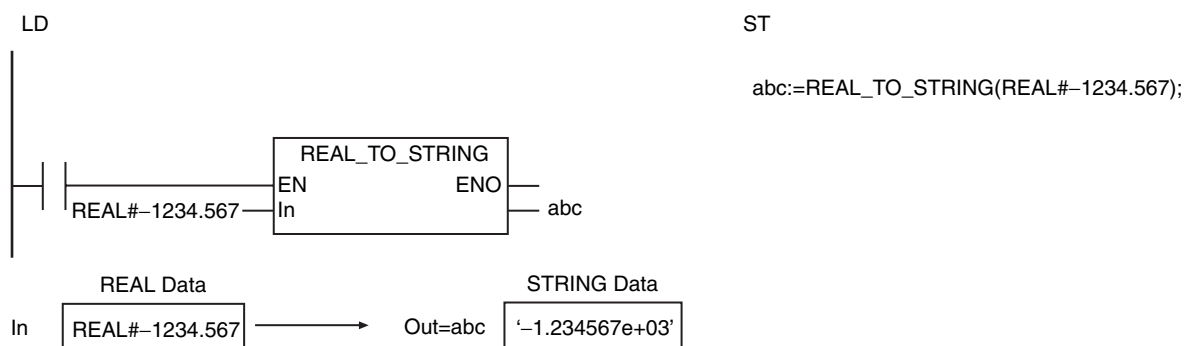 LD
ST
abc:=REAL_TO_STRING(REAL#−1234.567);
REAL_TO_STRING
EN ENO
REAL#−1234.567 In abc
REAL Data STRING Data
In REAL#−1234.567 Out=abc ‘−1.234567e+03’